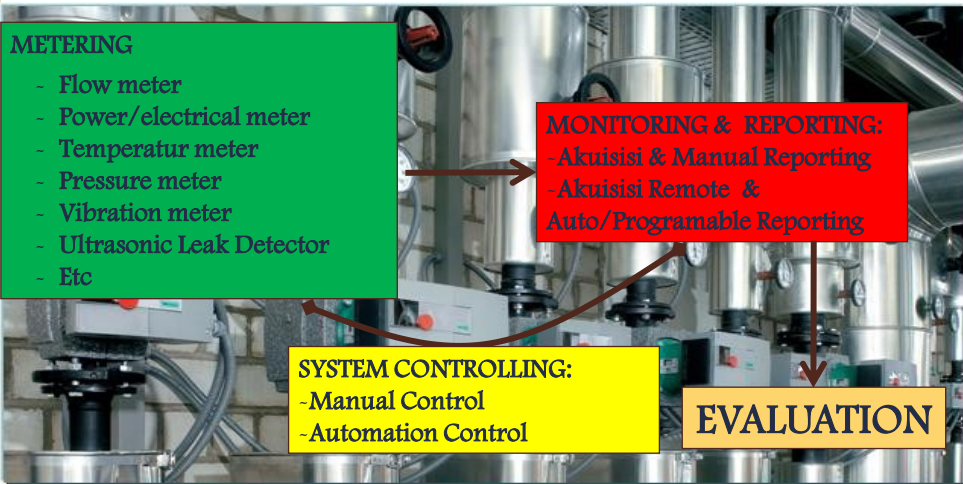 METERING
- Flow meter
- Power/electrical meter
- Temperatur meter
- Pressure meter
- Vibration meter
- Ultrasonic Leak Detector
- Etc
MONITORING & REPORTING:
-Akuisisi & Manual Reporting
-Akuisisi Remote &
Auto/Programable Reporting
SYSTEM CONTROLLING:
-Manual Control
-Automation Control
EVALUATION